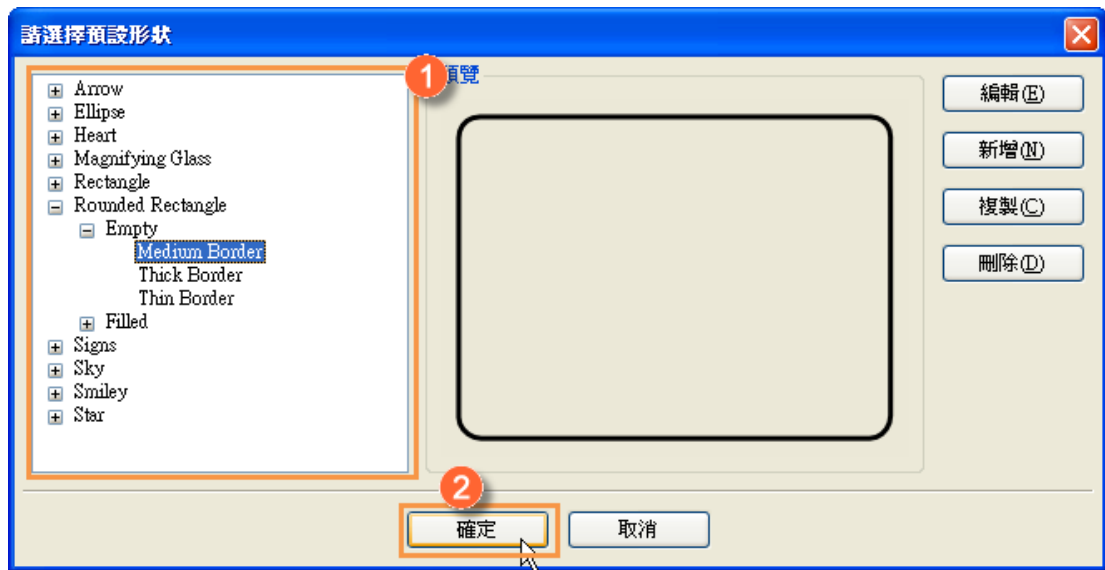 請選擇預設形狀
1
預覽
Arrow
Ellipse
Heart
Magnifying Glass
Rectangle
Rounded Rectangle
Empty
Medium Border
Thick Border
Thin Border
Filled
Signs
Sky
Smiley
Star
編輯(E)
新增(N)
複製(C)
刪除(D)
2
確定
取消